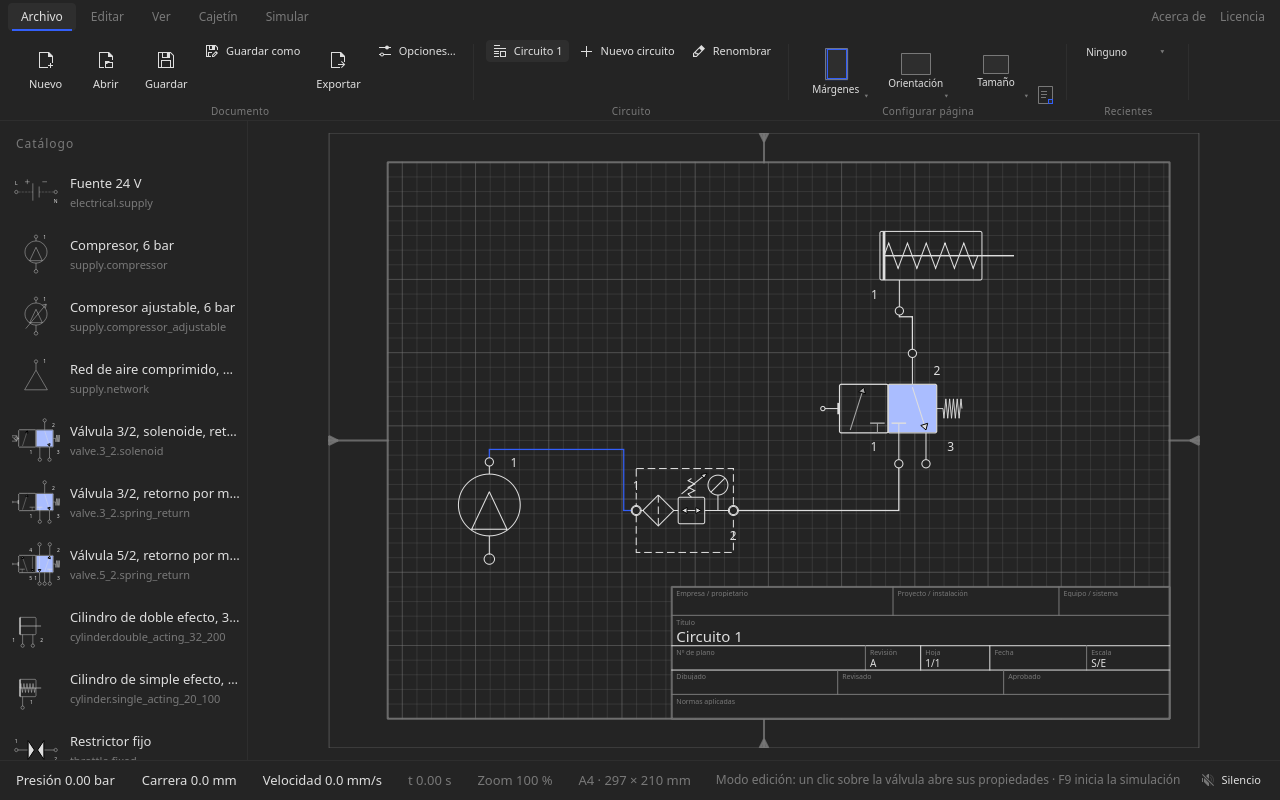 Archivo
Editar
Ver
Cajetín
Simular
Acerca de
Licencia
Nuevo
Abrir
Guardar
Guardar como
Exportar
Opciones...
Documento
Circuito 1
Nuevo circuito
Renombrar
Circuito
Márgenes
Orientación
Tamaño
Configurar página
Ninguno
Recientes
Catálogo
Fuente 24 V
electrical.supply
Compresor, 6 bar
supply.compressor
Compresor ajustable, 6 bar
supply.compressor_adjustable
Red de aire comprimido, ...
supply.network
Válvula 3/2, solenoide, ret...
valve.3_2.solenoid
Válvula 3/2, retorno por m...
valve.3_2.spring_return
Válvula 5/2, retorno por m...
valve.5_2.spring_return
Cilindro de doble efecto, 3...
cylinder.double_acting_32_200
Cilindro de simple efecto, ...
cylinder.single_acting_20_100
Restrictor fijo
throttle.fixed
1
2
1
3
1
1
2
Empresa / propietario
Proyecto / instalación
Equipo / sistema
Título
Circuito 1
Nº de plano
Revisión
A
Hoja
1/1
Fecha
Escala
S/E
Dibujado
Revisado
Aprobado
Normas aplicadas
Presión 0.00 bar
Carrera 0.0 mm
Velocidad 0.0 mm/s
t 0.00 s
Zoom 100 %
A4 · 297 × 210 mm
Modo edición: un clic sobre la válvula abre sus propiedades · F9 inicia la simulación
Silencio